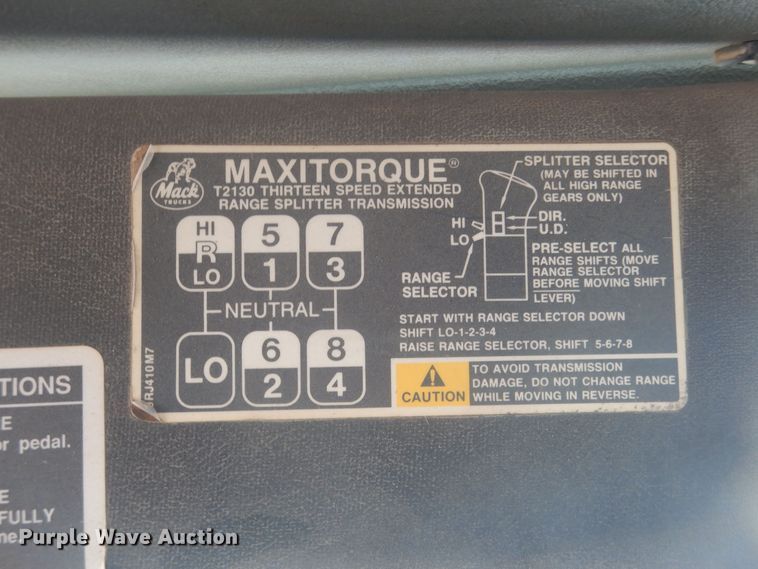 Mack
TRUCKS
MAXITORQUE®
T2130 THIRTEEN SPEED EXTENDED
RANGE SPLITTER TRANSMISSION
HI
R
LO
5
1
7
3
NEUTRAL
LO
6
2
8
4
SPLITTER SELECTOR
(MAY BE SHIFTED IN
ALL HIGH RANGE
GEARS ONLY)
HI
LO
DIR.
U.D.
RANGE
SELECTOR
PRE-SELECT ALL
RANGE SHIFTS (MOVE
RANGE SELECTOR
BEFORE MOVING SHIFT
LEVER)
START WITH RANGE SELECTOR DOWN
SHIFT LO-1-2-3-4
RAISE RANGE SELECTOR, SHIFT 5-6-7-8
CAUTION
TO AVOID TRANSMISSION
DAMAGE, DO NOT CHANGE RANGE
WHILE MOVING IN REVERSE.
RJ410M7
TIONS
E
or pedal.
E
FULLY
ne.
Purple Wave Auction